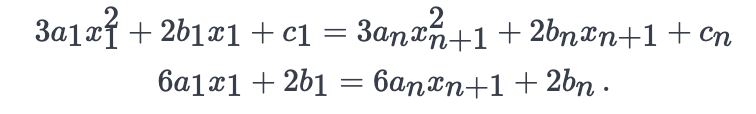 3a₁x₁² + 2b₁x₁ + c₁ = 3aₙxₙ₊₁² + 2bₙxₙ₊₁ + cₙ
6a₁x₁ + 2b₁ = 6aₙxₙ₊₁ + 2bₙ .